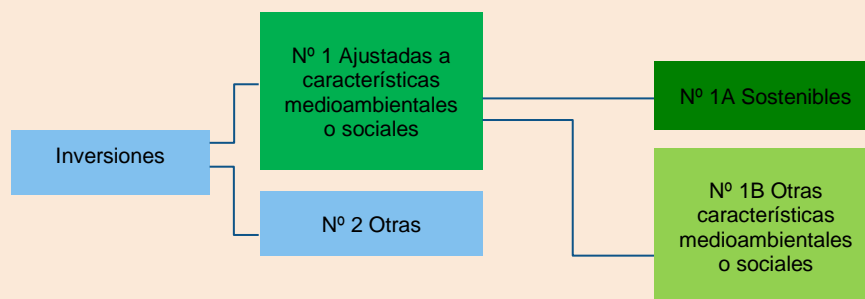 Inversiones
Nº 1 Ajustadas a
características
medioambientales
o sociales
Nº 2 Otras
Nº 1A Sostenibles
Nº 1B Otras
características
medioambientales
o sociales